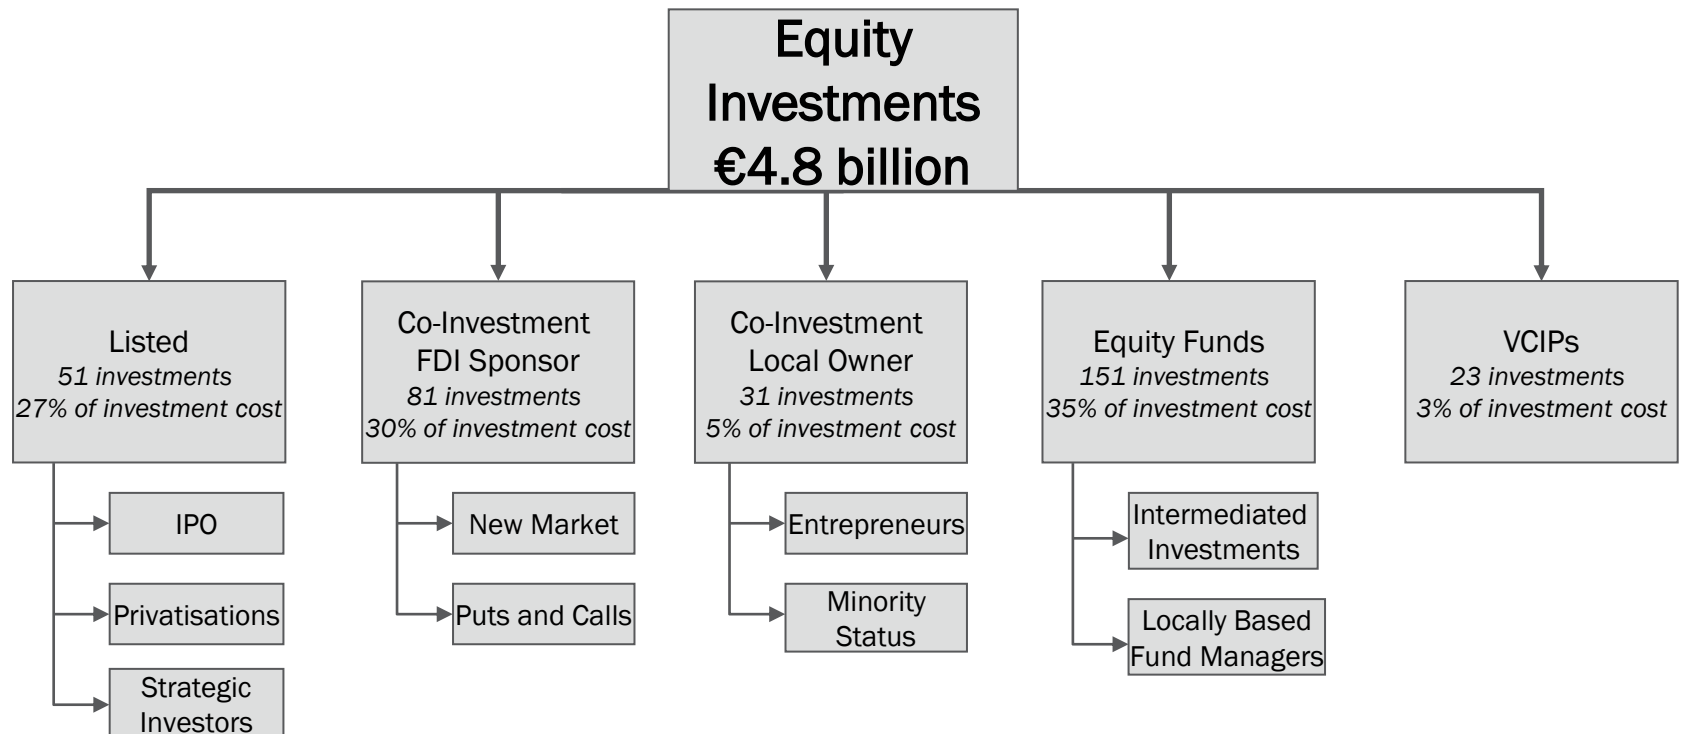 Equity
Investments
€4.8 billion
Listed
51 investments
27% of investment cost
Co-Investment
FDI Sponsor
81 investments
30% of investment cost
Co-Investment
Local Owner
31 investments
5% of investment cost
Equity Funds
151 investments
35% of investment cost
VCIPs
23 investments
3% of investment cost
IPO
Privatisations
Strategic
Investors
New Market
Puts and Calls
Entrepreneurs
Minority
Status
Intermediated
Investments
Locally Based
Fund Managers